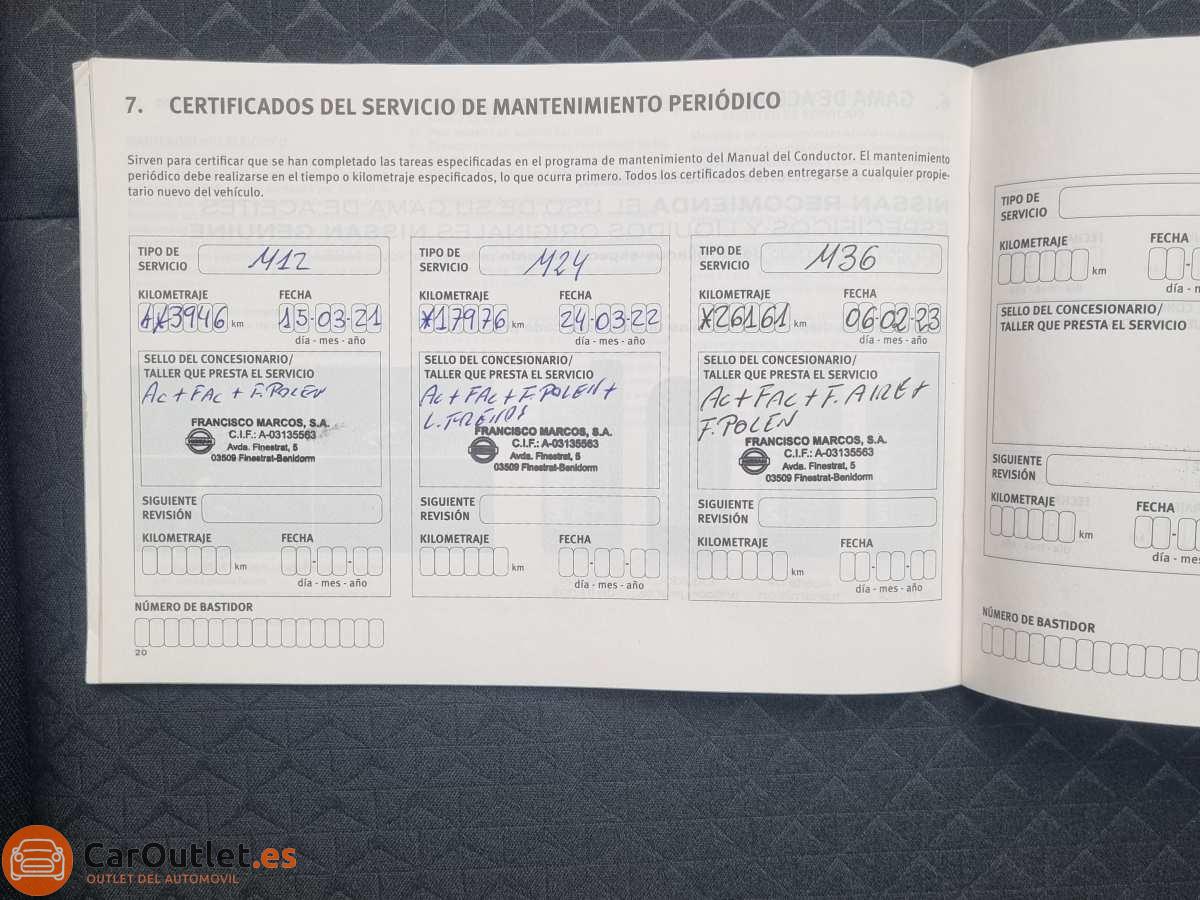 7. CERTIFICADOS DEL SERVICIO DE MANTENIMIENTO PERIÓDICO
Sirven para certificar que se han completado las tareas especificadas en el programa de mantenimiento del Manual del Conductor. El mantenimiento
periódico debe realizarse en el tiempo o kilometraje especificados, lo que ocurra primero. Todos los certificados deben entregarse a cualquier propie-
tario nuevo del vehículo.
TIPO DE
SERVICIO
M12
KILOMETRAJE
FECHA
3946 km
15-03-21
día - mes - año
SELLO DEL CONCESIONARIO/
TALLER QUE PRESTA EL SERVICIO
AC + FAC + F. POLEN
FRANCISCO MARCOS, S.A.
C.I.F.: A-03135563
Avda. Finestrat, 5
NISSAN
03509 Finestrat-Benidorm
SIGUIENTE
REVISIÓN
KILOMETRAJE
FECHA
km
día - mes - año
TIPO DE
SERVICIO
M24
KILOMETRAJE
FECHA
17976 km
24-03-22
día - mes - año
SELLO DEL CONCESIONARIO/
TALLER QUE PRESTA EL SERVICIO
AC + FAC + F. POLEN +
L. FRENOS
FRANCISCO MARCOS, S.A.
C.I.F.: A-03135563
Avda. Finestrat, 5
NISSAN
03509 Finestrat-Benidorm
SIGUIENTE
REVISIÓN
KILOMETRAJE
FECHA
km
día - mes - año
TIPO DE
SERVICIO
M36
KILOMETRAJE
FECHA
26161 km
06-02-23
día - mes - año
SELLO DEL CONCESIONARIO/
TALLER QUE PRESTA EL SERVICIO
AC + FAC + F. AIRE +
F. POLEN
FRANCISCO MARCOS, S.A.
C.I.F.: A-03135563
Avda. Finestrat, 5
NISSAN
03509 Finestrat-Benidorm
SIGUIENTE
REVISIÓN
KILOMETRAJE
FECHA
km
día - mes - año
NÚMERO DE BASTIDOR
20
TIPO DE
SERVICIO
KILOMETRAJE
FECHA
km
día - m
SELLO DEL CONCESIONARIO/
TALLER QUE PRESTA EL SERVICIO
SIGUIENTE
REVISIÓN
KILOMETRAJE
FECHA
km
día - mes
NÚMERO DE BASTIDOR
CarOutlet.es
OUTLET DEL AUTOMOVIL